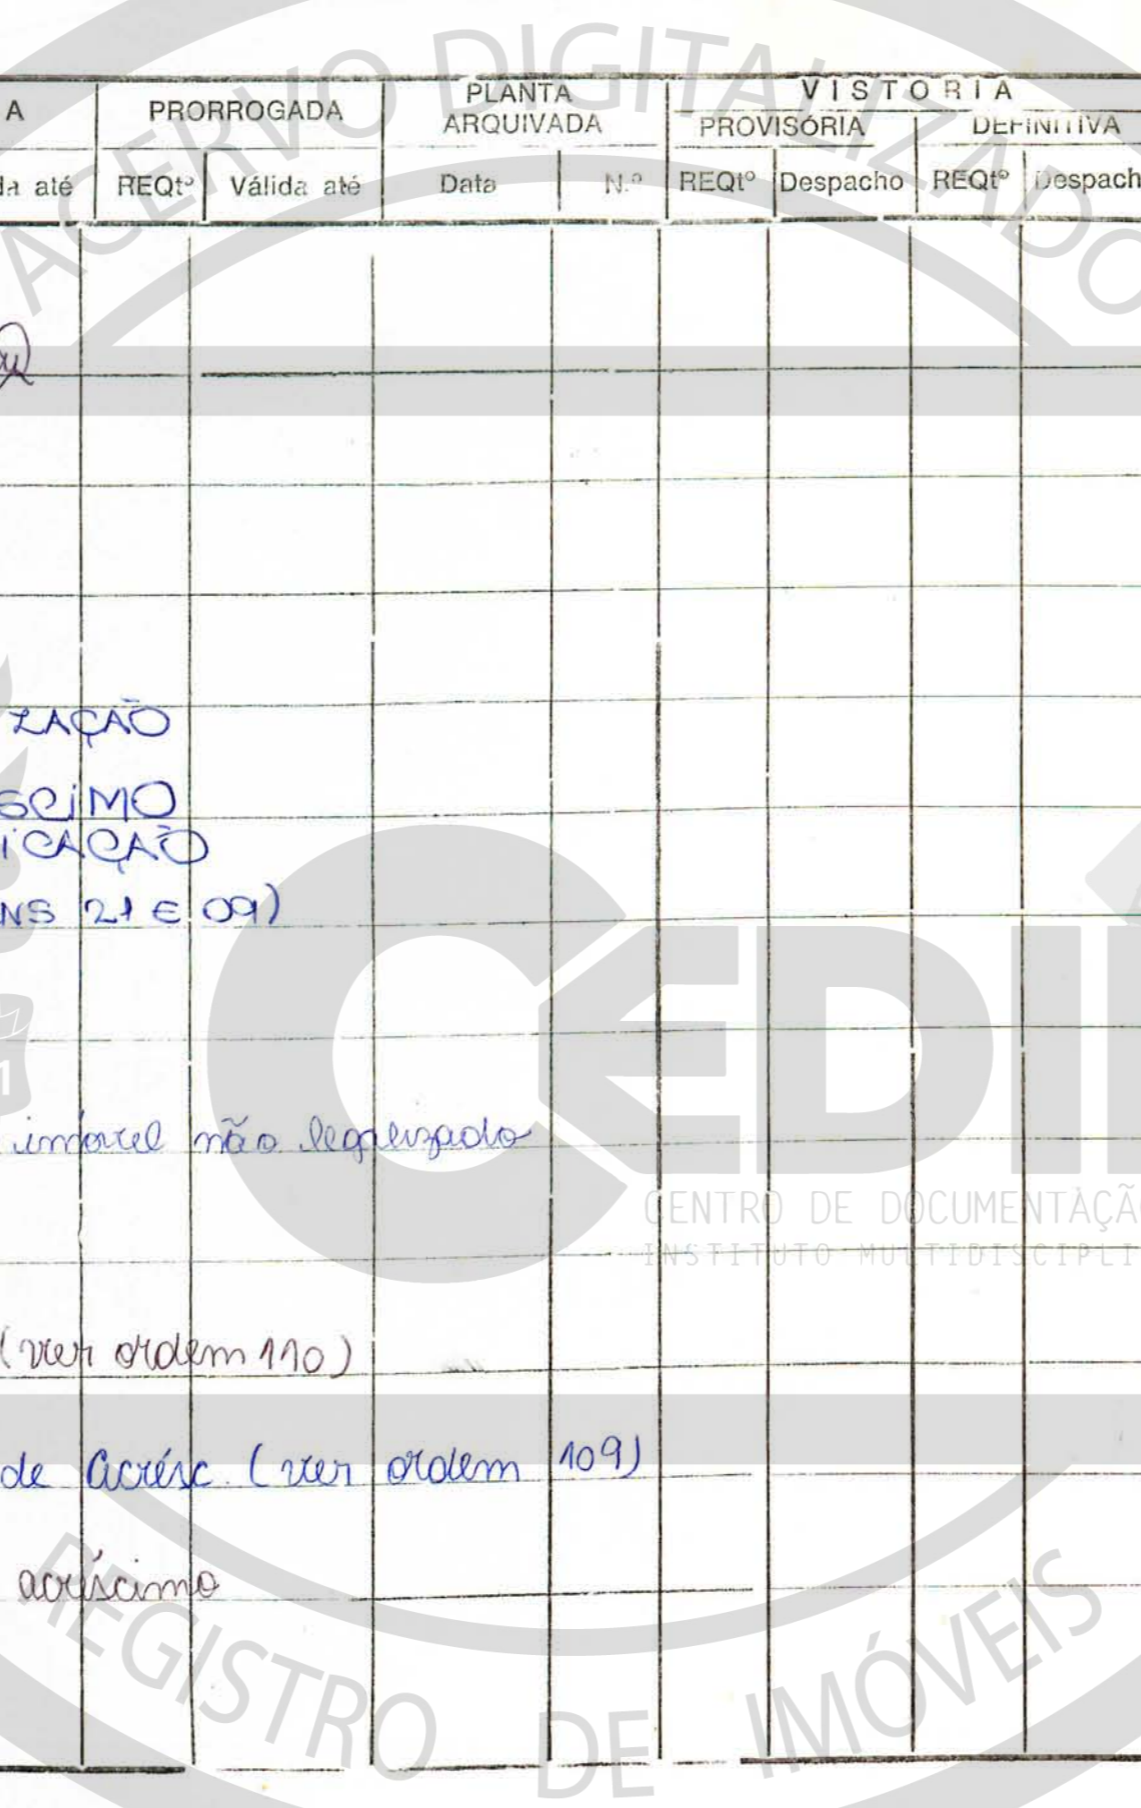 ACERVO DIGITALIZADO
A PRORROGADA PLANTA ARQUIVADA VISTORIA
PROVISÓRIA DEFINITIVA
da até REQtº Válida até Data N.º REQtº Despacho REQtº Despach
ZAÇÃO
SCIMO
ICAÇÃO
NS 21 E 09)
imóvel não legalizado
CEDI
CENTRO DE DOCUMENTAÇÃ
INSTITUTO MULTIDISCIPLI
(ver ordem 110)
de acrésc. (ver ordem 109)
acréscimo
REGISTRO DE IMÓVEIS